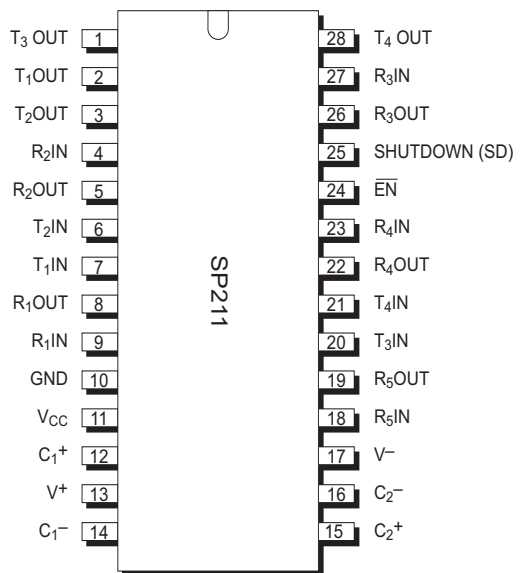 T₃ OUT 1 28 T₄ OUT
T₁OUT 2 27 R₃IN
T₂OUT 3 26 R₃OUT
R₂IN 4 25 SHUTDOWN (SD)
R₂OUT 5 24 E̅N̅
T₂IN 6 23 R₄IN
T₁IN 7 22 R₄OUT
SP211
R₁OUT 8 21 T₄IN
R₁IN 9 20 T₃IN
GND 10 19 R₅OUT
V_CC 11 18 R₅IN
C₁⁺ 12 17 V⁻
V⁺ 13 16 C₂⁻
C₁⁻ 14 15 C₂⁺